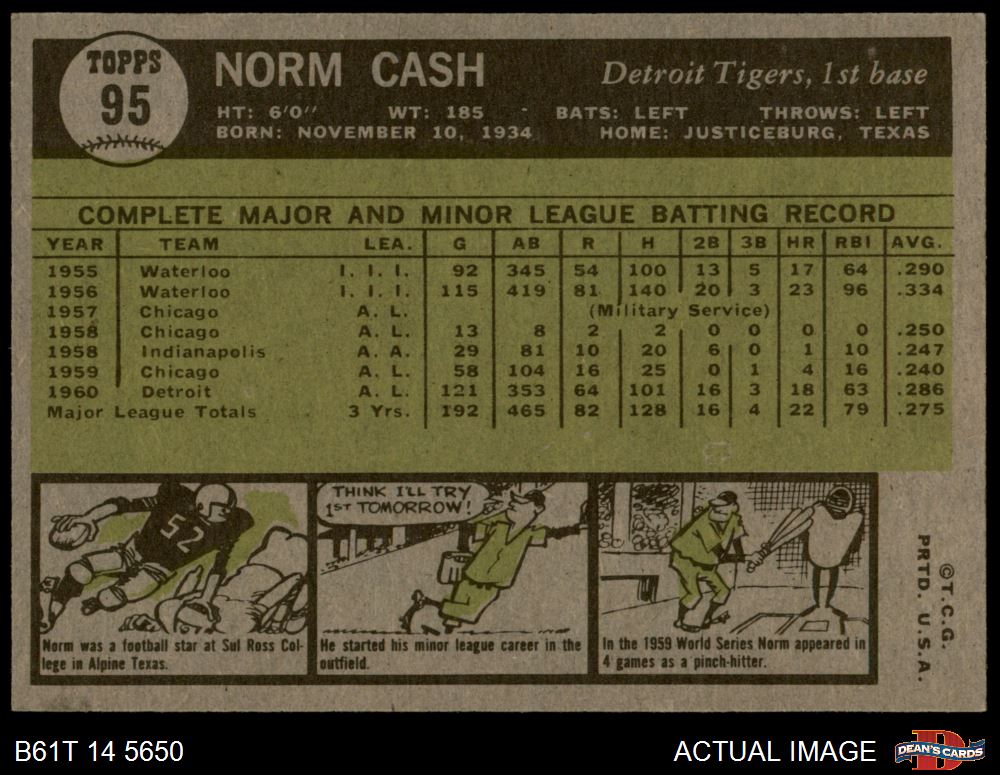 TOPPS
95
NORM CASH
Detroit Tigers, 1st base
HT: 6'0" WT: 185 BATS: LEFT THROWS: LEFT
BORN: NOVEMBER 10, 1934 HOME: JUSTICEBURG, TEXAS
COMPLETE MAJOR AND MINOR LEAGUE BATTING RECORD
YEAR TEAM LEA. G AB R H 2B 3B HR RBI AVG.
1955 Waterloo I. I. I. 92 345 54 100 13 5 17 64 .290
1956 Waterloo I. I. I. 115 419 81 140 20 3 23 96 .334
1957 Chicago A. L. (Military Service)
1958 Chicago A. L. 13 8 2 2 0 0 0 0 .250
1958 Indianapolis A. A. 29 81 10 20 6 0 1 10 .247
1959 Chicago A. L. 58 104 16 25 0 1 4 16 .240
1960 Detroit A. L. 121 353 64 101 16 3 18 63 .286
Major League Totals 3 Yrs. 192 465 82 128 16 4 22 79 .275
52
Norm was a football star at Sul Ross Col-
lege in Alpine Texas.
THINK I'LL TRY
1ST TOMORROW!
He started his minor league career in the
outfield.
In the 1959 World Series Norm appeared in
4 games as a pinch-hitter.
©T.C.G.
PRTD. U.S.A.
B61T 14 5650
ACTUAL IMAGE
DEAN'S CARDS